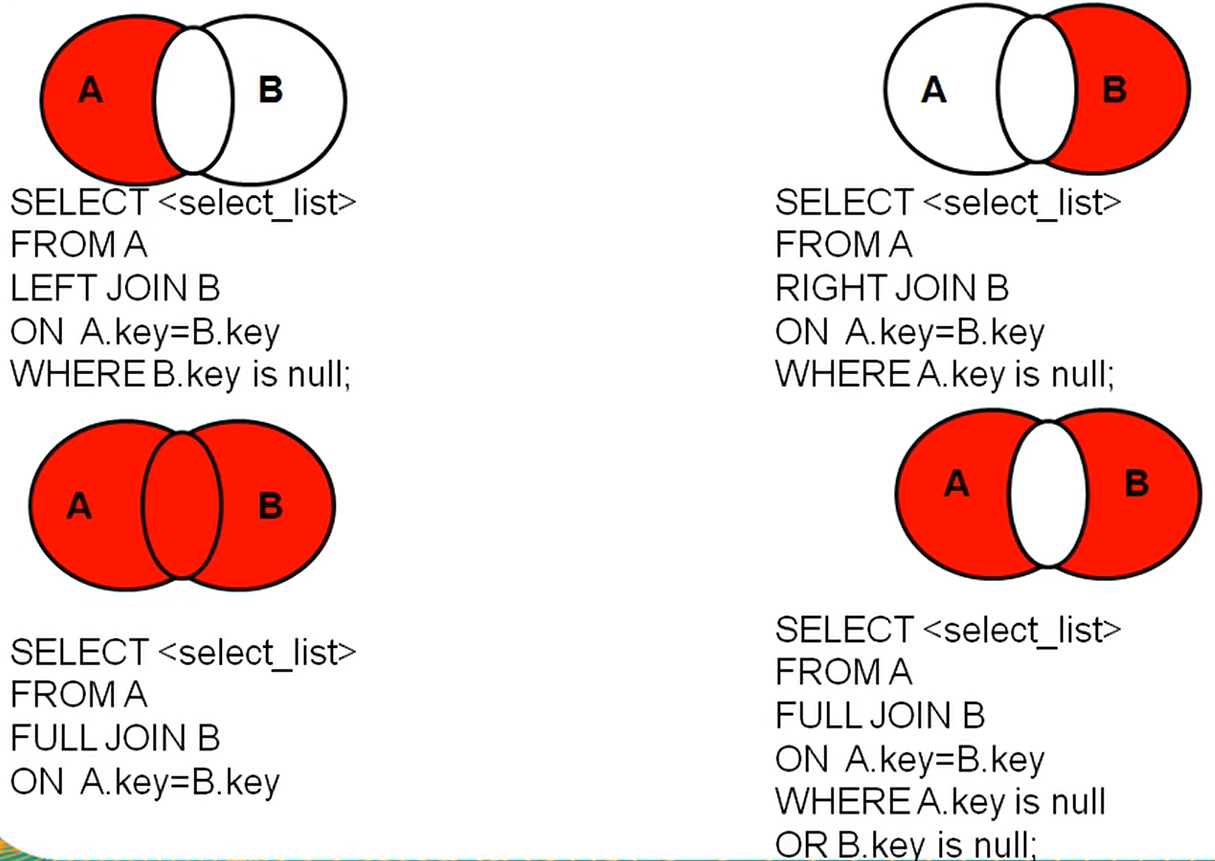 A B
SELECT <select_list>
FROM A
LEFT JOIN B
ON A.key=B.key
WHERE B.key is null;
A B
SELECT <select_list>
FROM A
RIGHT JOIN B
ON A.key=B.key
WHERE A.key is null;
A B
SELECT <select_list>
FROM A
FULL JOIN B
ON A.key=B.key
A B
SELECT <select_list>
FROM A
FULL JOIN B
ON A.key=B.key
WHERE A.key is null
OR B.key is null;